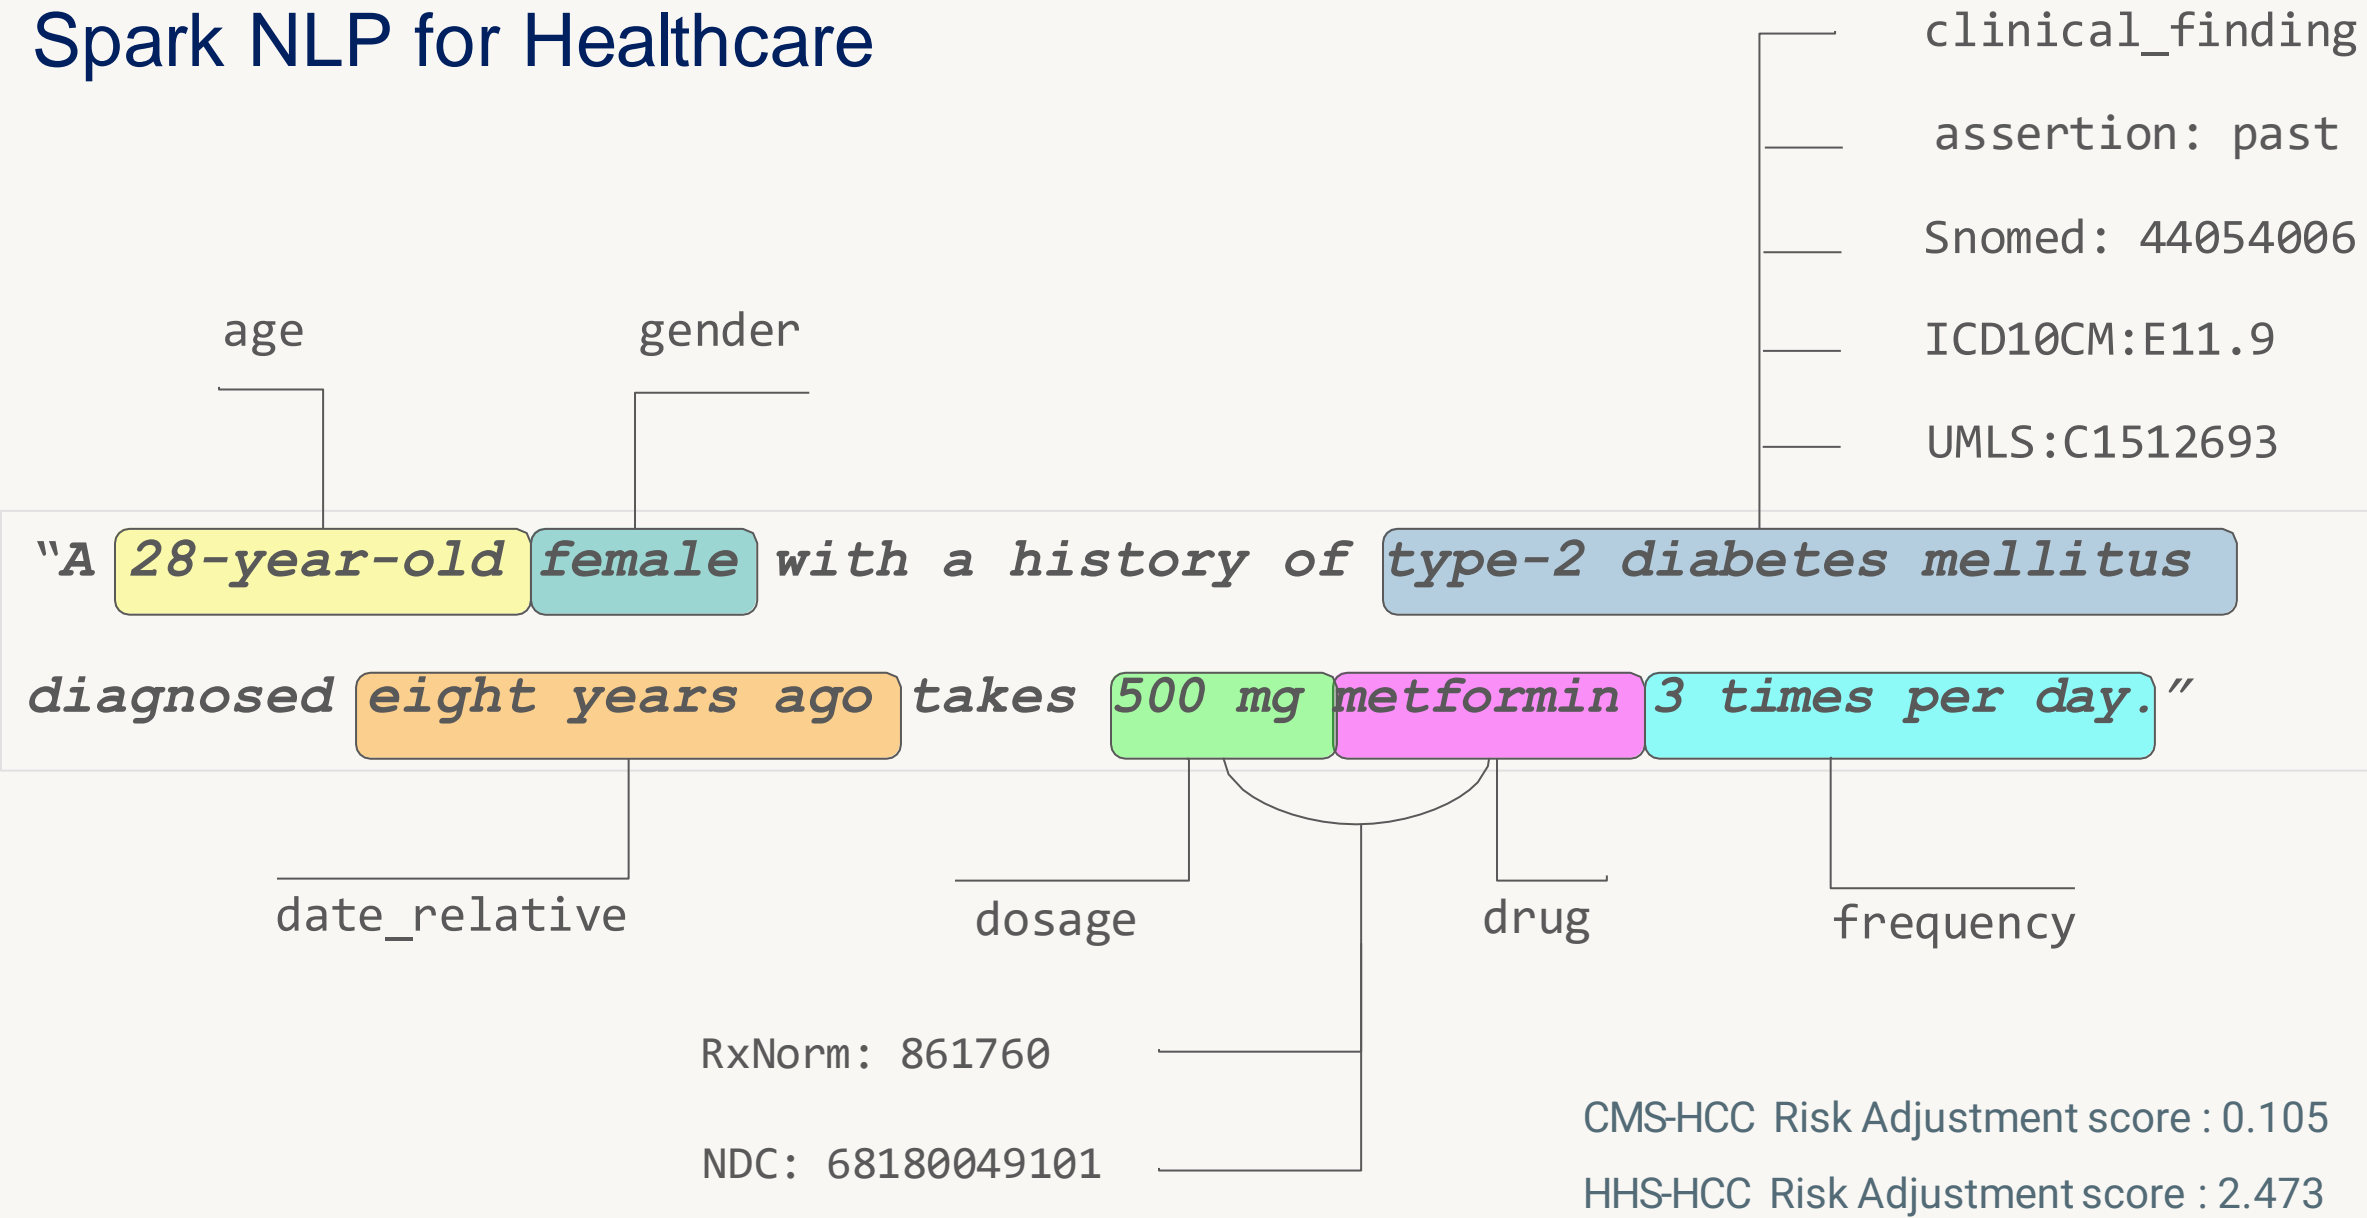 Spark NLP for Healthcare
clinical_finding
assertion: past
Snomed: 44054006
ICD10CM:E11.9
UMLS:C1512693
age
gender
“A 28-year-old female with a history of type-2 diabetes mellitus
diagnosed eight years ago takes 500 mg metformin 3 times per day.”
date_relative
dosage
drug
frequency
RxNorm: 861760
NDC: 68180049101
CMS-HCC Risk Adjustment score : 0.105
HHS-HCC Risk Adjustment score : 2.473